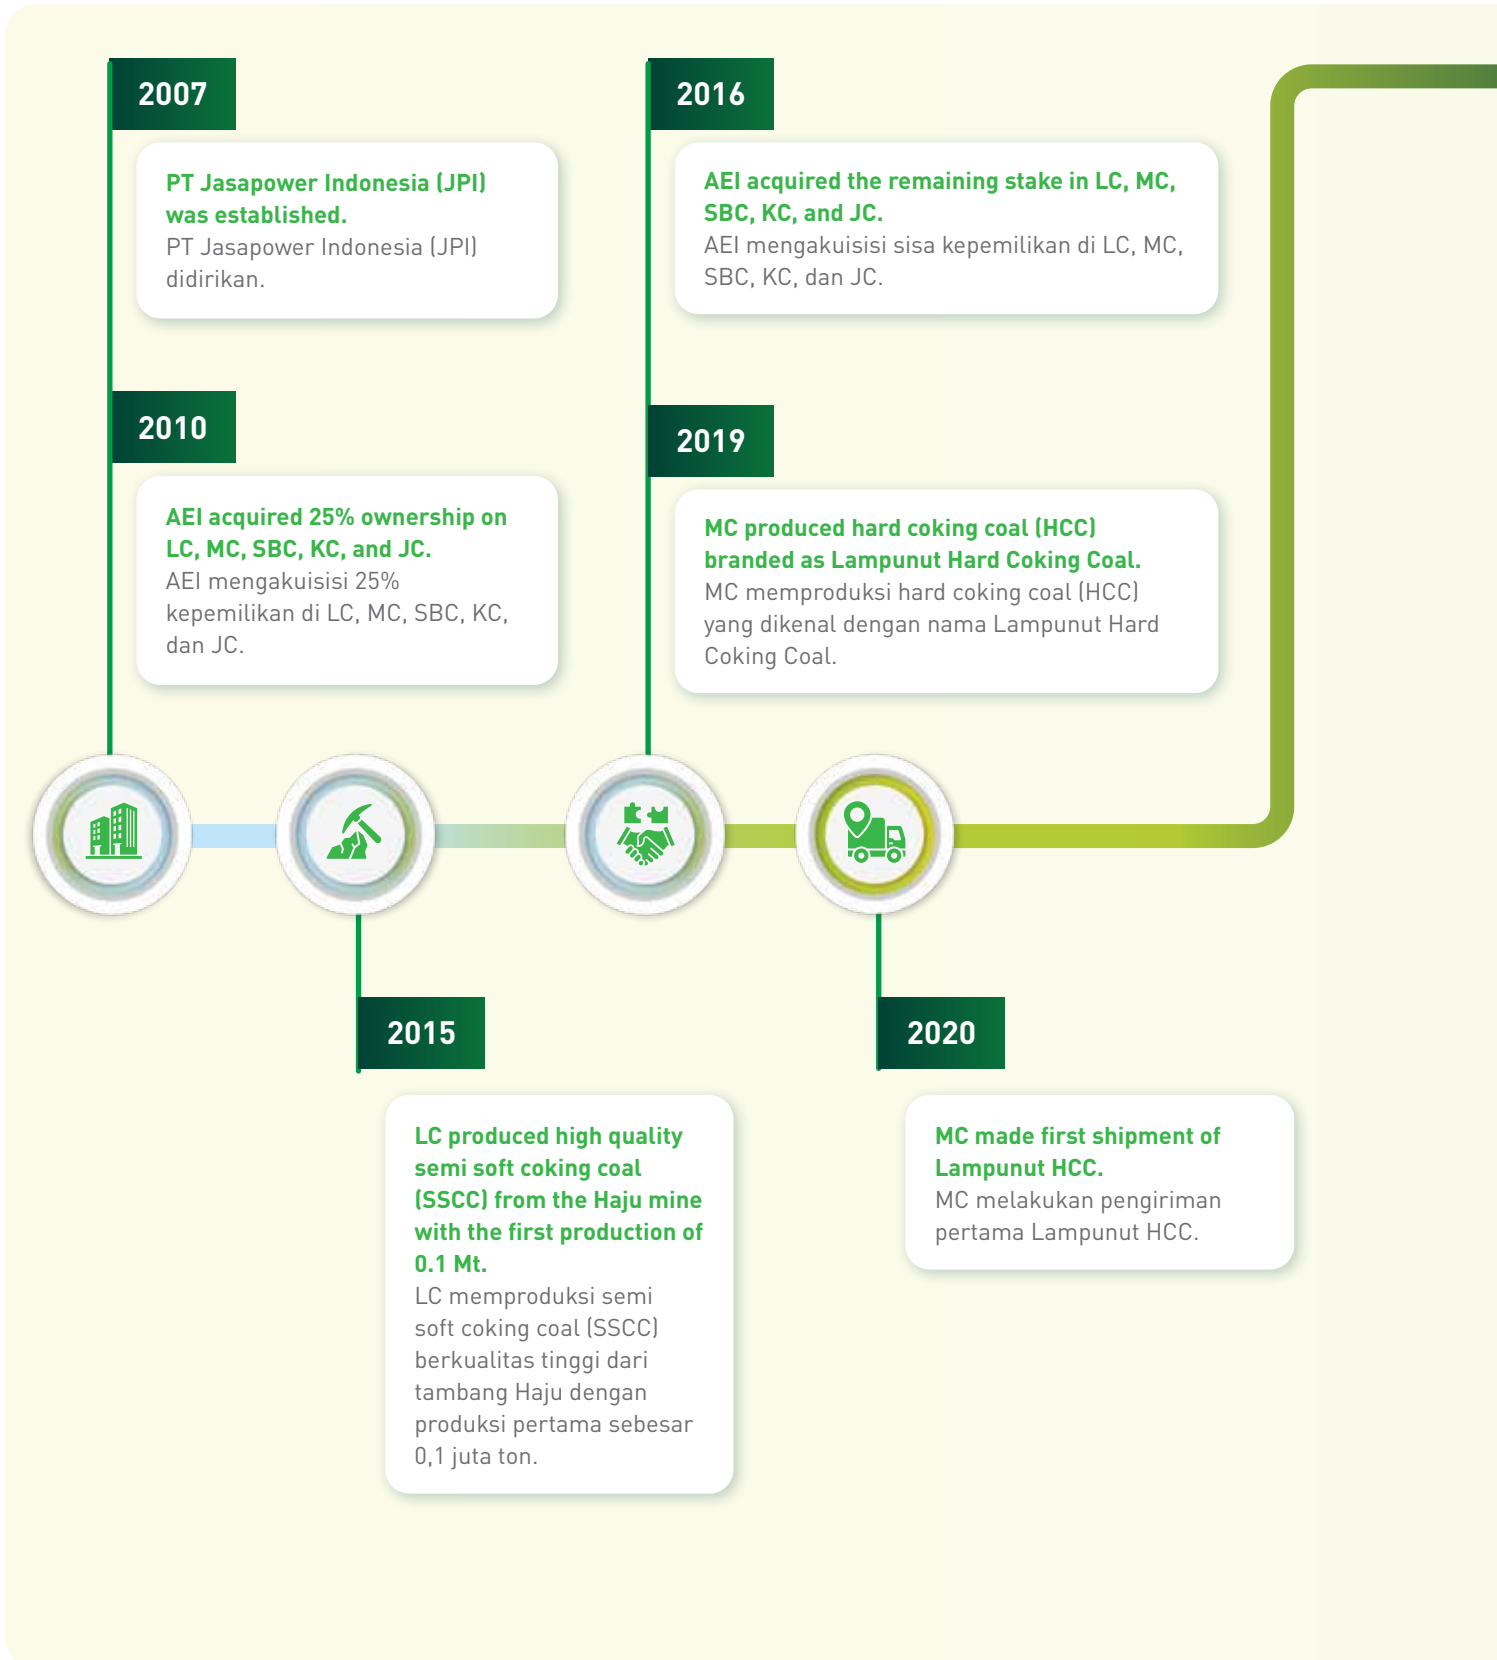 2007
PT Jasapower Indonesia (JPI)
was established.
PT Jasapower Indonesia (JPI)
didirikan.
2010
AEI acquired 25% ownership on
LC, MC, SBC, KC, and JC.
AEI mengakuisisi 25%
kepemilikan di LC, MC, SBC, KC,
dan JC.
2015
LC produced high quality
semi soft coking coal
(SSCC) from the Haju mine
with the first production of
0.1 Mt.
LC memproduksi semi
soft coking coal (SSCC)
berkualitas tinggi dari
tambang Haju dengan
produksi pertama sebesar
0,1 juta ton.
2016
AEI acquired the remaining stake in LC, MC,
SBC, KC, and JC.
AEI mengakuisisi sisa kepemilikan di LC, MC,
SBC, KC, dan JC.
2019
MC produced hard coking coal (HCC)
branded as Lampunut Hard Coking Coal.
MC memproduksi hard coking coal (HCC)
yang dikenal dengan nama Lampunut Hard
Coking Coal.
2020
MC made first shipment of
Lampunut HCC.
MC melakukan pengiriman
pertama Lampunut HCC.